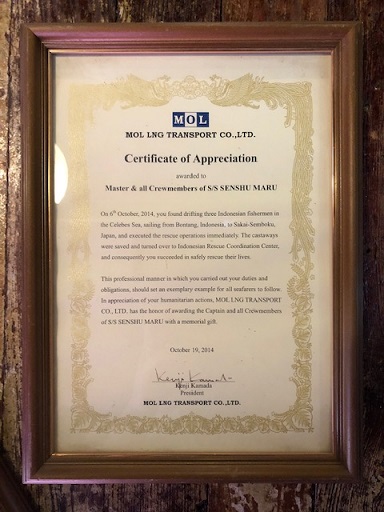 MOL
MOL LNG TRANSPORT CO.,LTD.
Certificate of Appreciation
awarded to
Master & all Crewmembers of S/S SENSHU MARU
On 6th October, 2014, you found drifting three Indonesian fishermen in
the Celebes Sea, sailing from Bontang, Indonesia, to Sakai-Semboku,
Japan, and executed the rescue operations immediately. The castaways
were saved and turned over to Indonesian Rescue Coordination Center,
and consequently you succeeded in safely rescue their lives.
This professional manner in which you carried out your duties and
obligations, should set an exemplary example for all seafarers to follow.
In appreciation of your humanitarian actions, MOL LNG TRANSPORT
CO., LTD. has the honor of awarding the Captain and all Crewmembers
of S/S SENSHU MARU with a memorial gift.
October 19, 2014
Kenji Kamada
Kenji Kamada
President
MOL LNG TRANSPORT CO.,LTD.